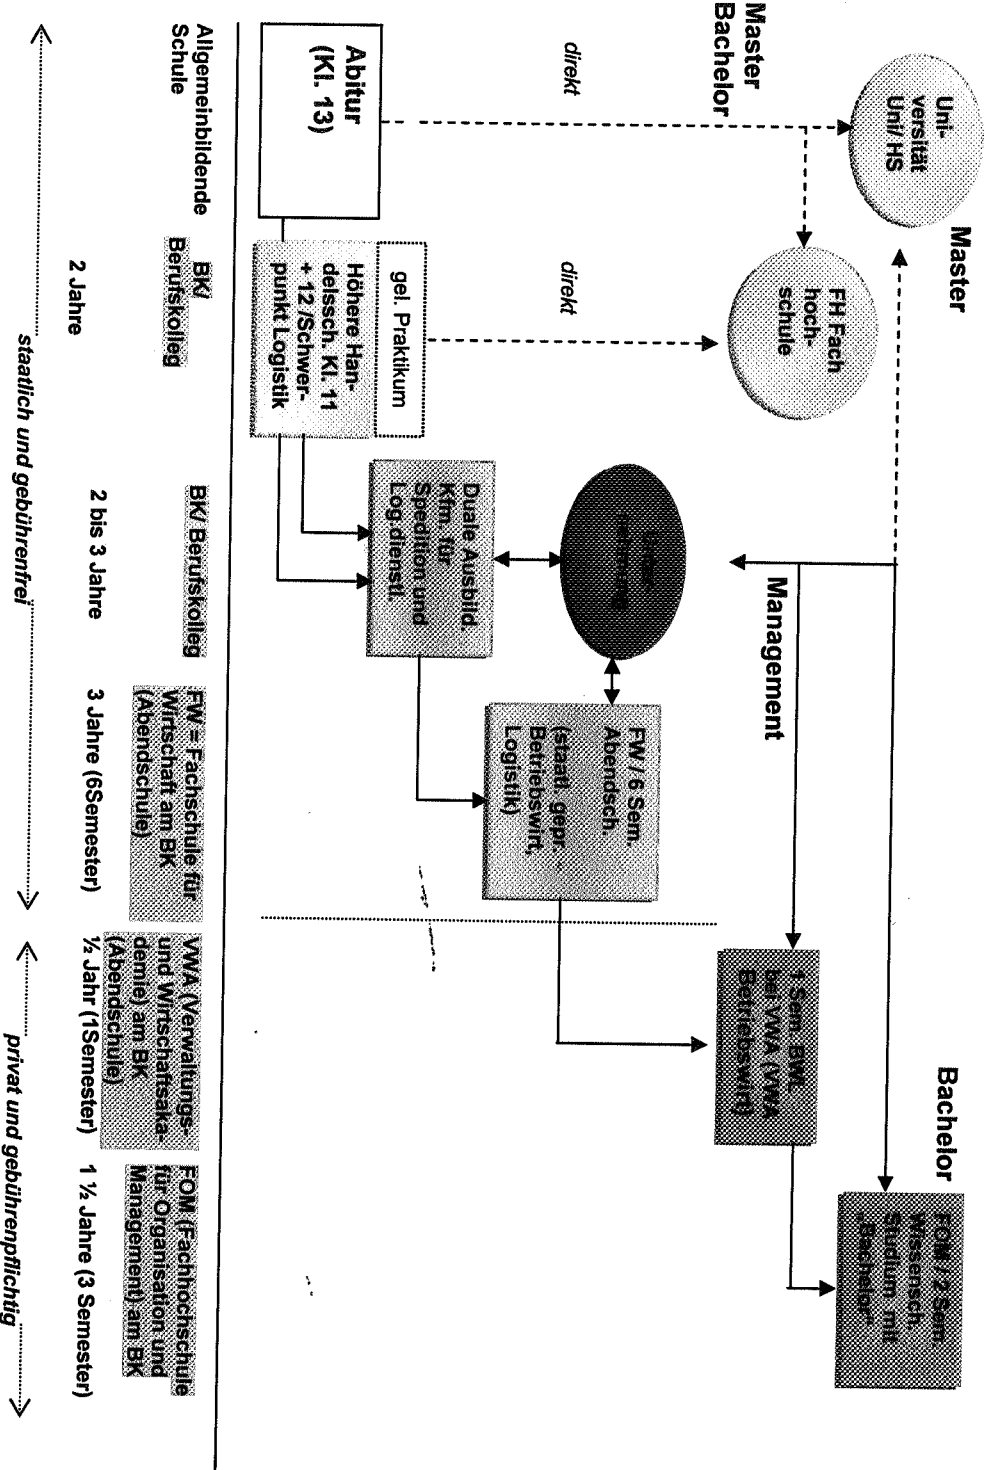 Master
Bachelor
Uni-
versität
Uni/ HS
Master
Bachelor
direkt
direkt
FH Fach
hoch-
schule
Management
FOM / 2 Sem.
Wissensch.
Studium mit
„Bachelor“
1 Sem. BWL
bei VWA (VWA
Betriebswirt)
Unter-
nehmung
FW / 6 Sem.
Abendsch.
(staatl. gepr.
Betriebswirt,
Logistik)
Duale Ausbild.
Kfm. für
Spedition und
Log.dienstl.
gel. Praktikum
Höhere Han-
delssch. Kl. 11
+ 12 /Schwer-
punkt Logistik
Abitur
(Kl. 13)
Allgemeinbildende
Schule
BK/
Berufskolleg
BK/ Berufskolleg
FW = Fachschule für
Wirtschaft am BK
(Abendschule)
VWA (Verwaltungs-
und Wirtschaftsaka-
demie) am BK
(Abendschule)
FOM (Fachhochschule
für Organisation und
Management) am BK
2 Jahre
2 bis 3 Jahre
3 Jahre (6Semester)
½ Jahr (1Semester)
1 ½ Jahre (3 Semester)
staatlich und gebührenfrei
privat und gebührenpflichtig